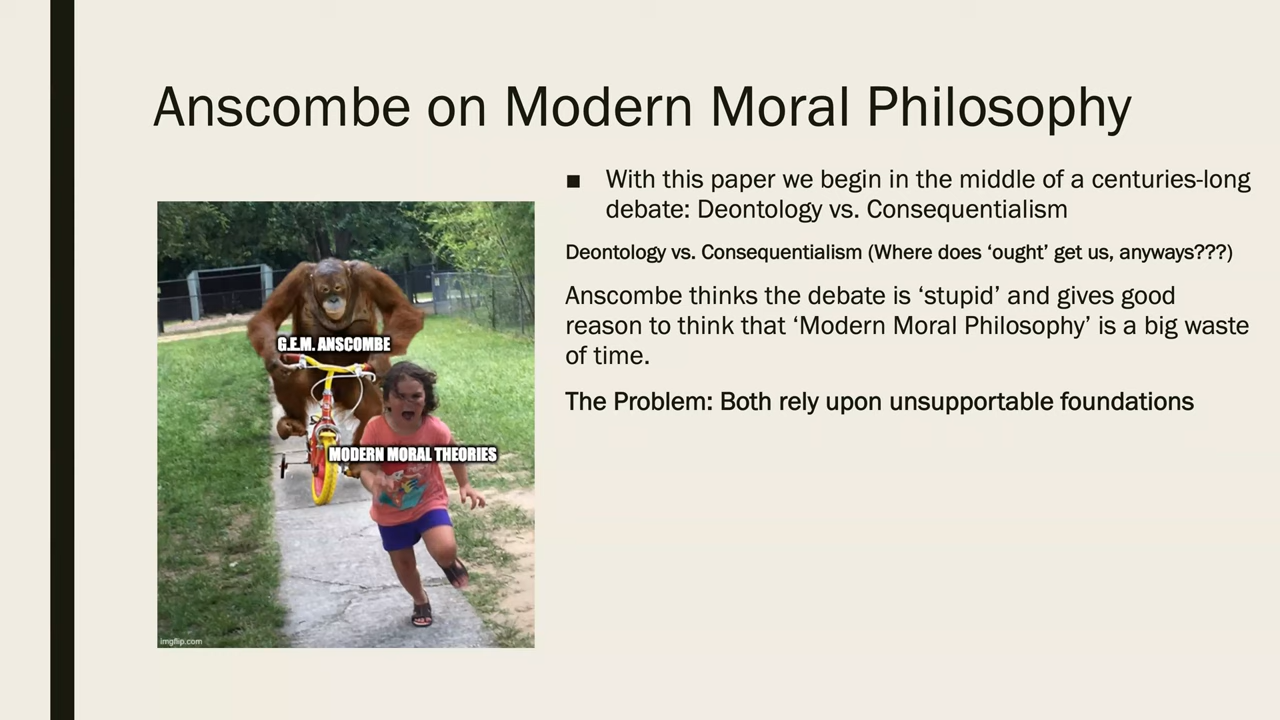 Anscombe on Modern Moral Philosophy
■ With this paper we begin in the middle of a centuries-long
debate: Deontology vs. Consequentialism
Deontology vs. Consequentialism (Where does ‘ought’ get us, anyways???)
Anscombe thinks the debate is ‘stupid’ and gives good
reason to think that ‘Modern Moral Philosophy’ is a big waste
of time.
The Problem: Both rely upon unsupportable foundations
G.E.M. ANSCOMBE
MODERN MORAL THEORIES
imgflip.com